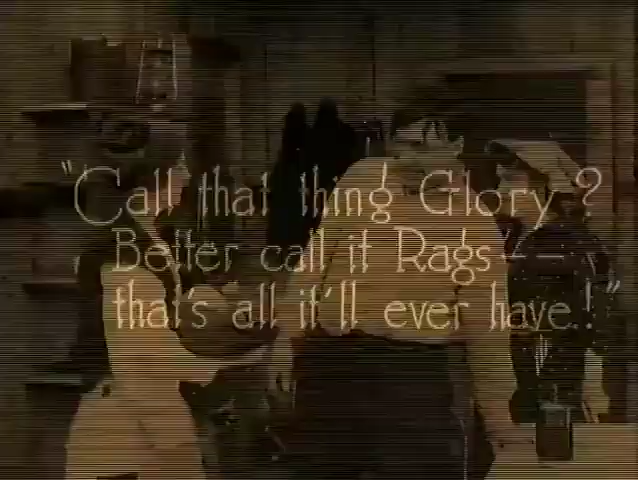 "Call that thing Glory?
Better call it Rags——
that's all it'll ever have!"